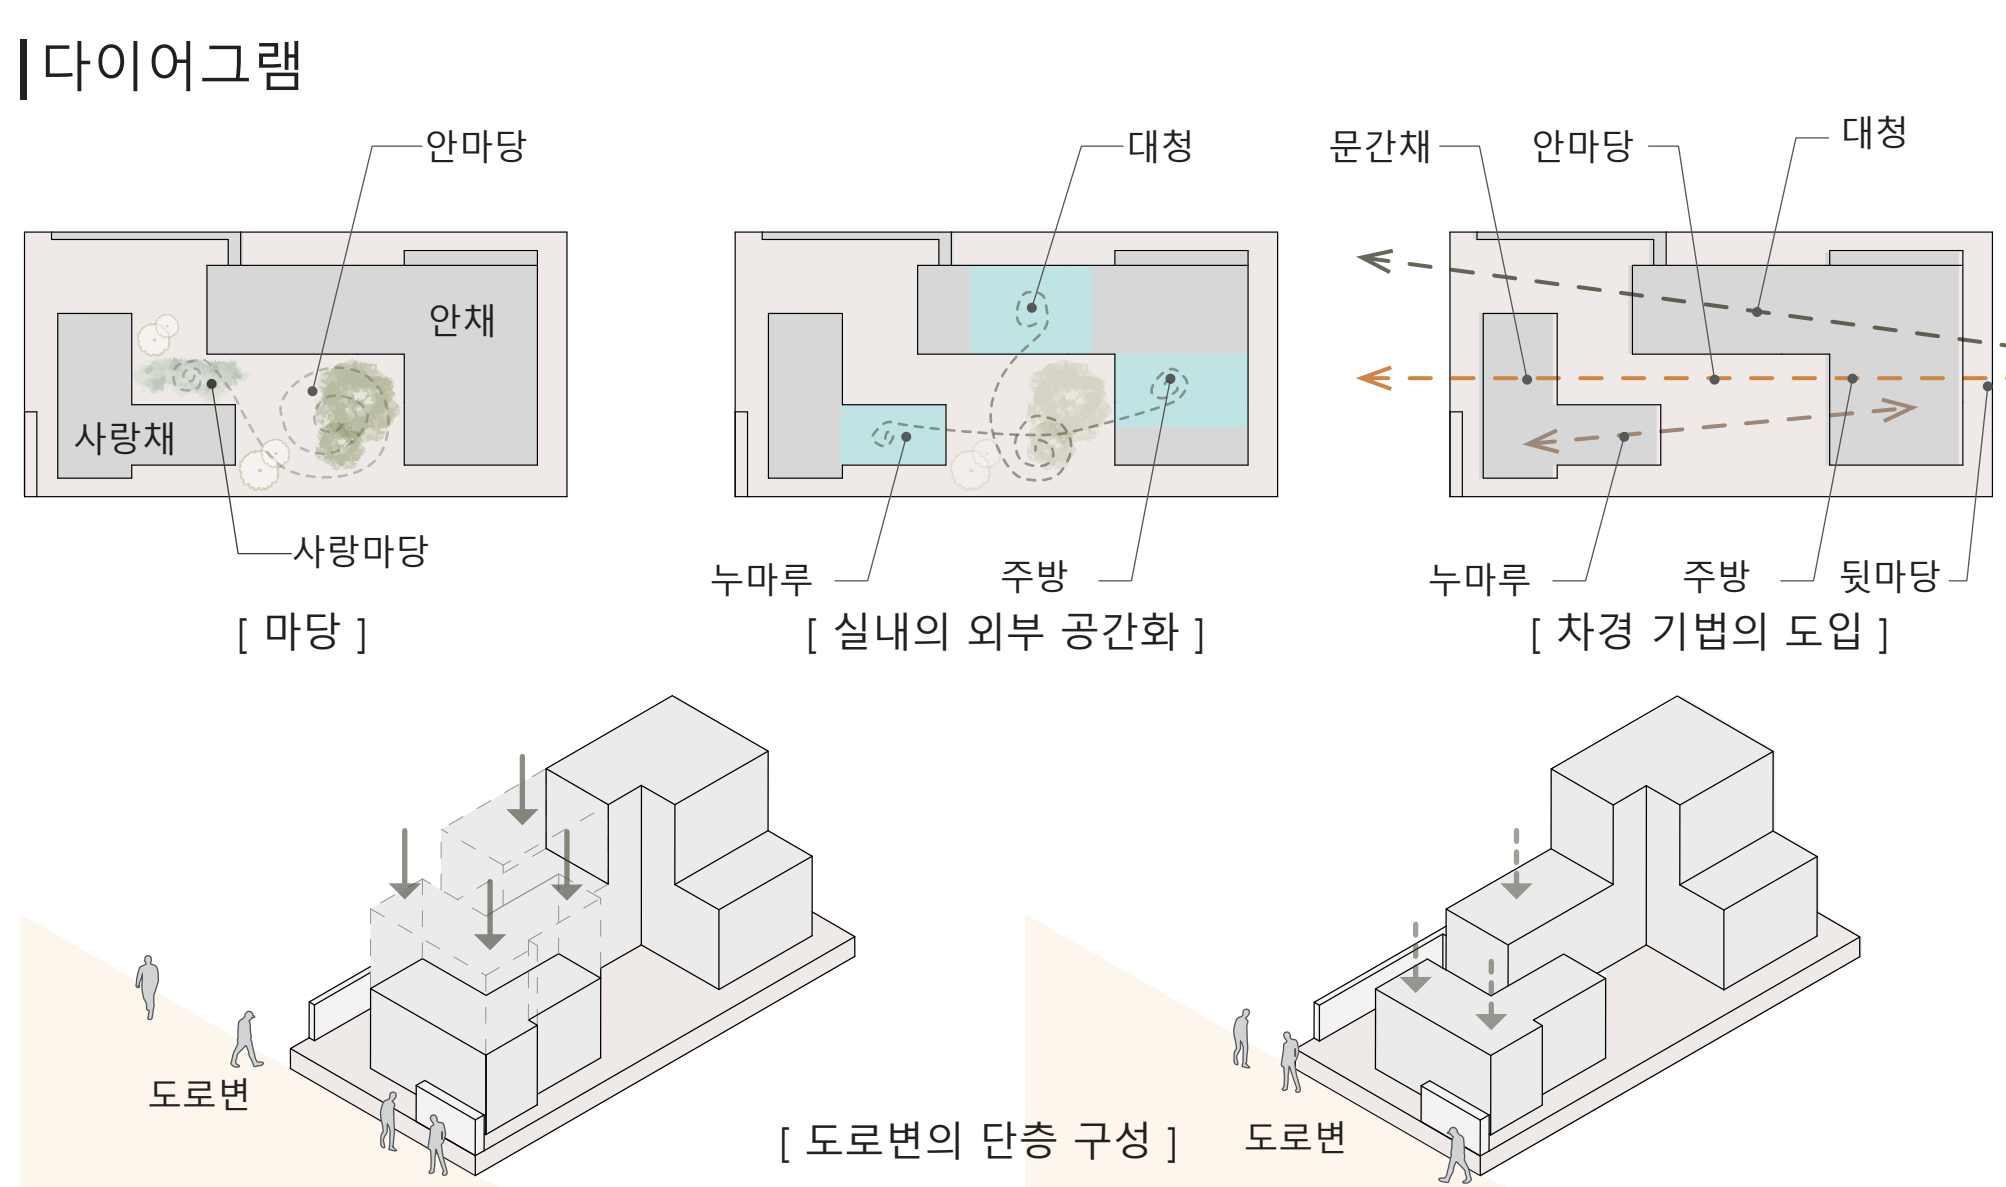 다이어그램
안마당
안채
사랑채
사랑마당
[ 마당 ]
대청
누마루
주방
[ 실내의 외부 공간화 ]
문간채
안마당
대청
누마루
주방
뒷마당
[ 차경 기법의 도입 ]
도로변
[ 도로변의 단층 구성 ]
도로변